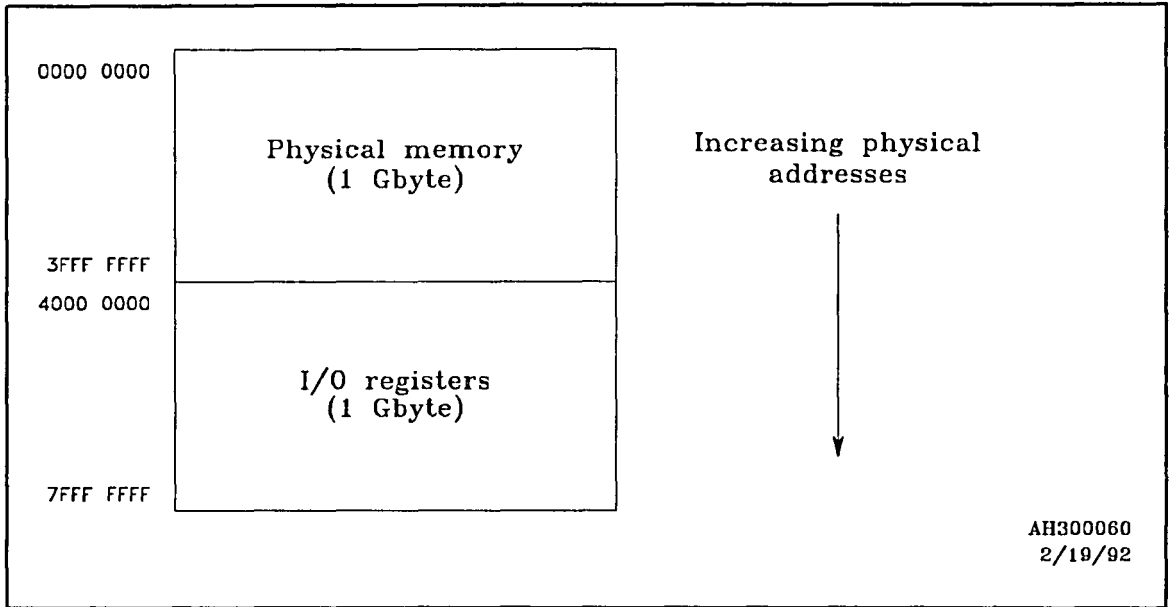 0000 0000
Physical memory
(1 Gbyte)
3FFF FFFF
4000 0000
I/O registers
(1 Gbyte)
7FFF FFFF
Increasing physical
addresses
AH300060
2/19/92